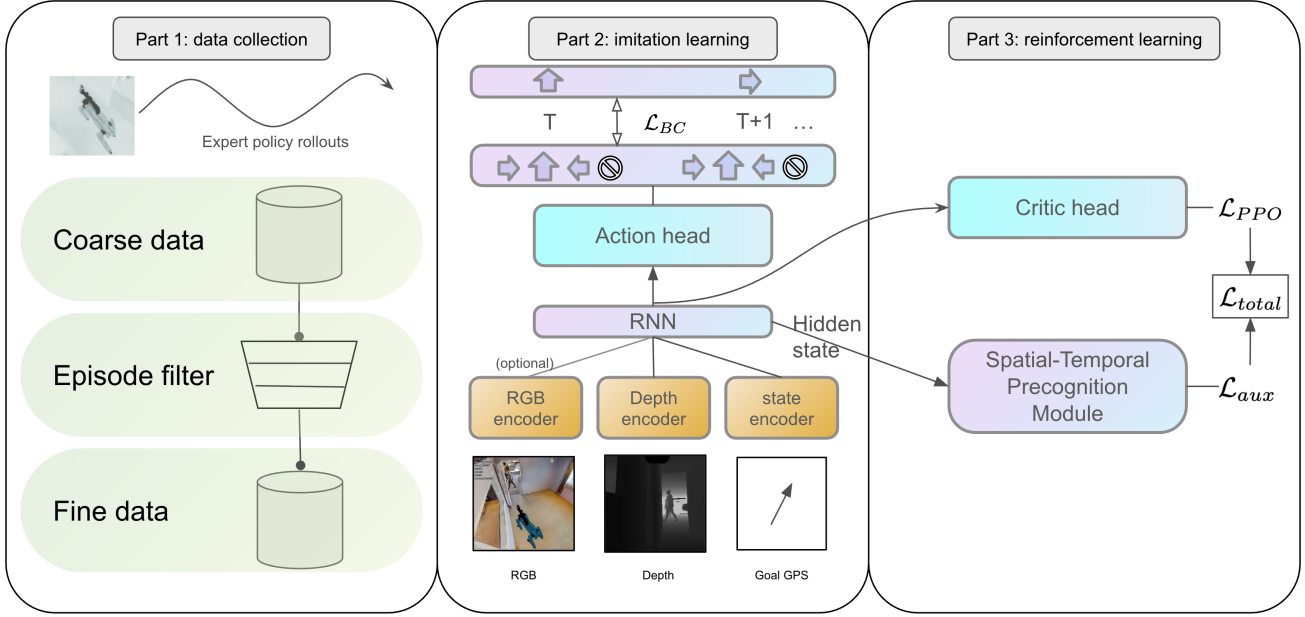 Part 1: data collection
Expert policy rollouts
Coarse data
Episode filter
Fine data
Part 2: imitation learning
T
ℒ_BC
T+1 ...
Action head
RNN
(optional)
RGB
encoder
Depth
encoder
state
encoder
RGB
Depth
Goal GPS
Hidden
state
Part 3: reinforcement learning
Critic head
ℒ_PPO
ℒ_total
Spatial-Temporal
Precognition
Module
ℒ_aux